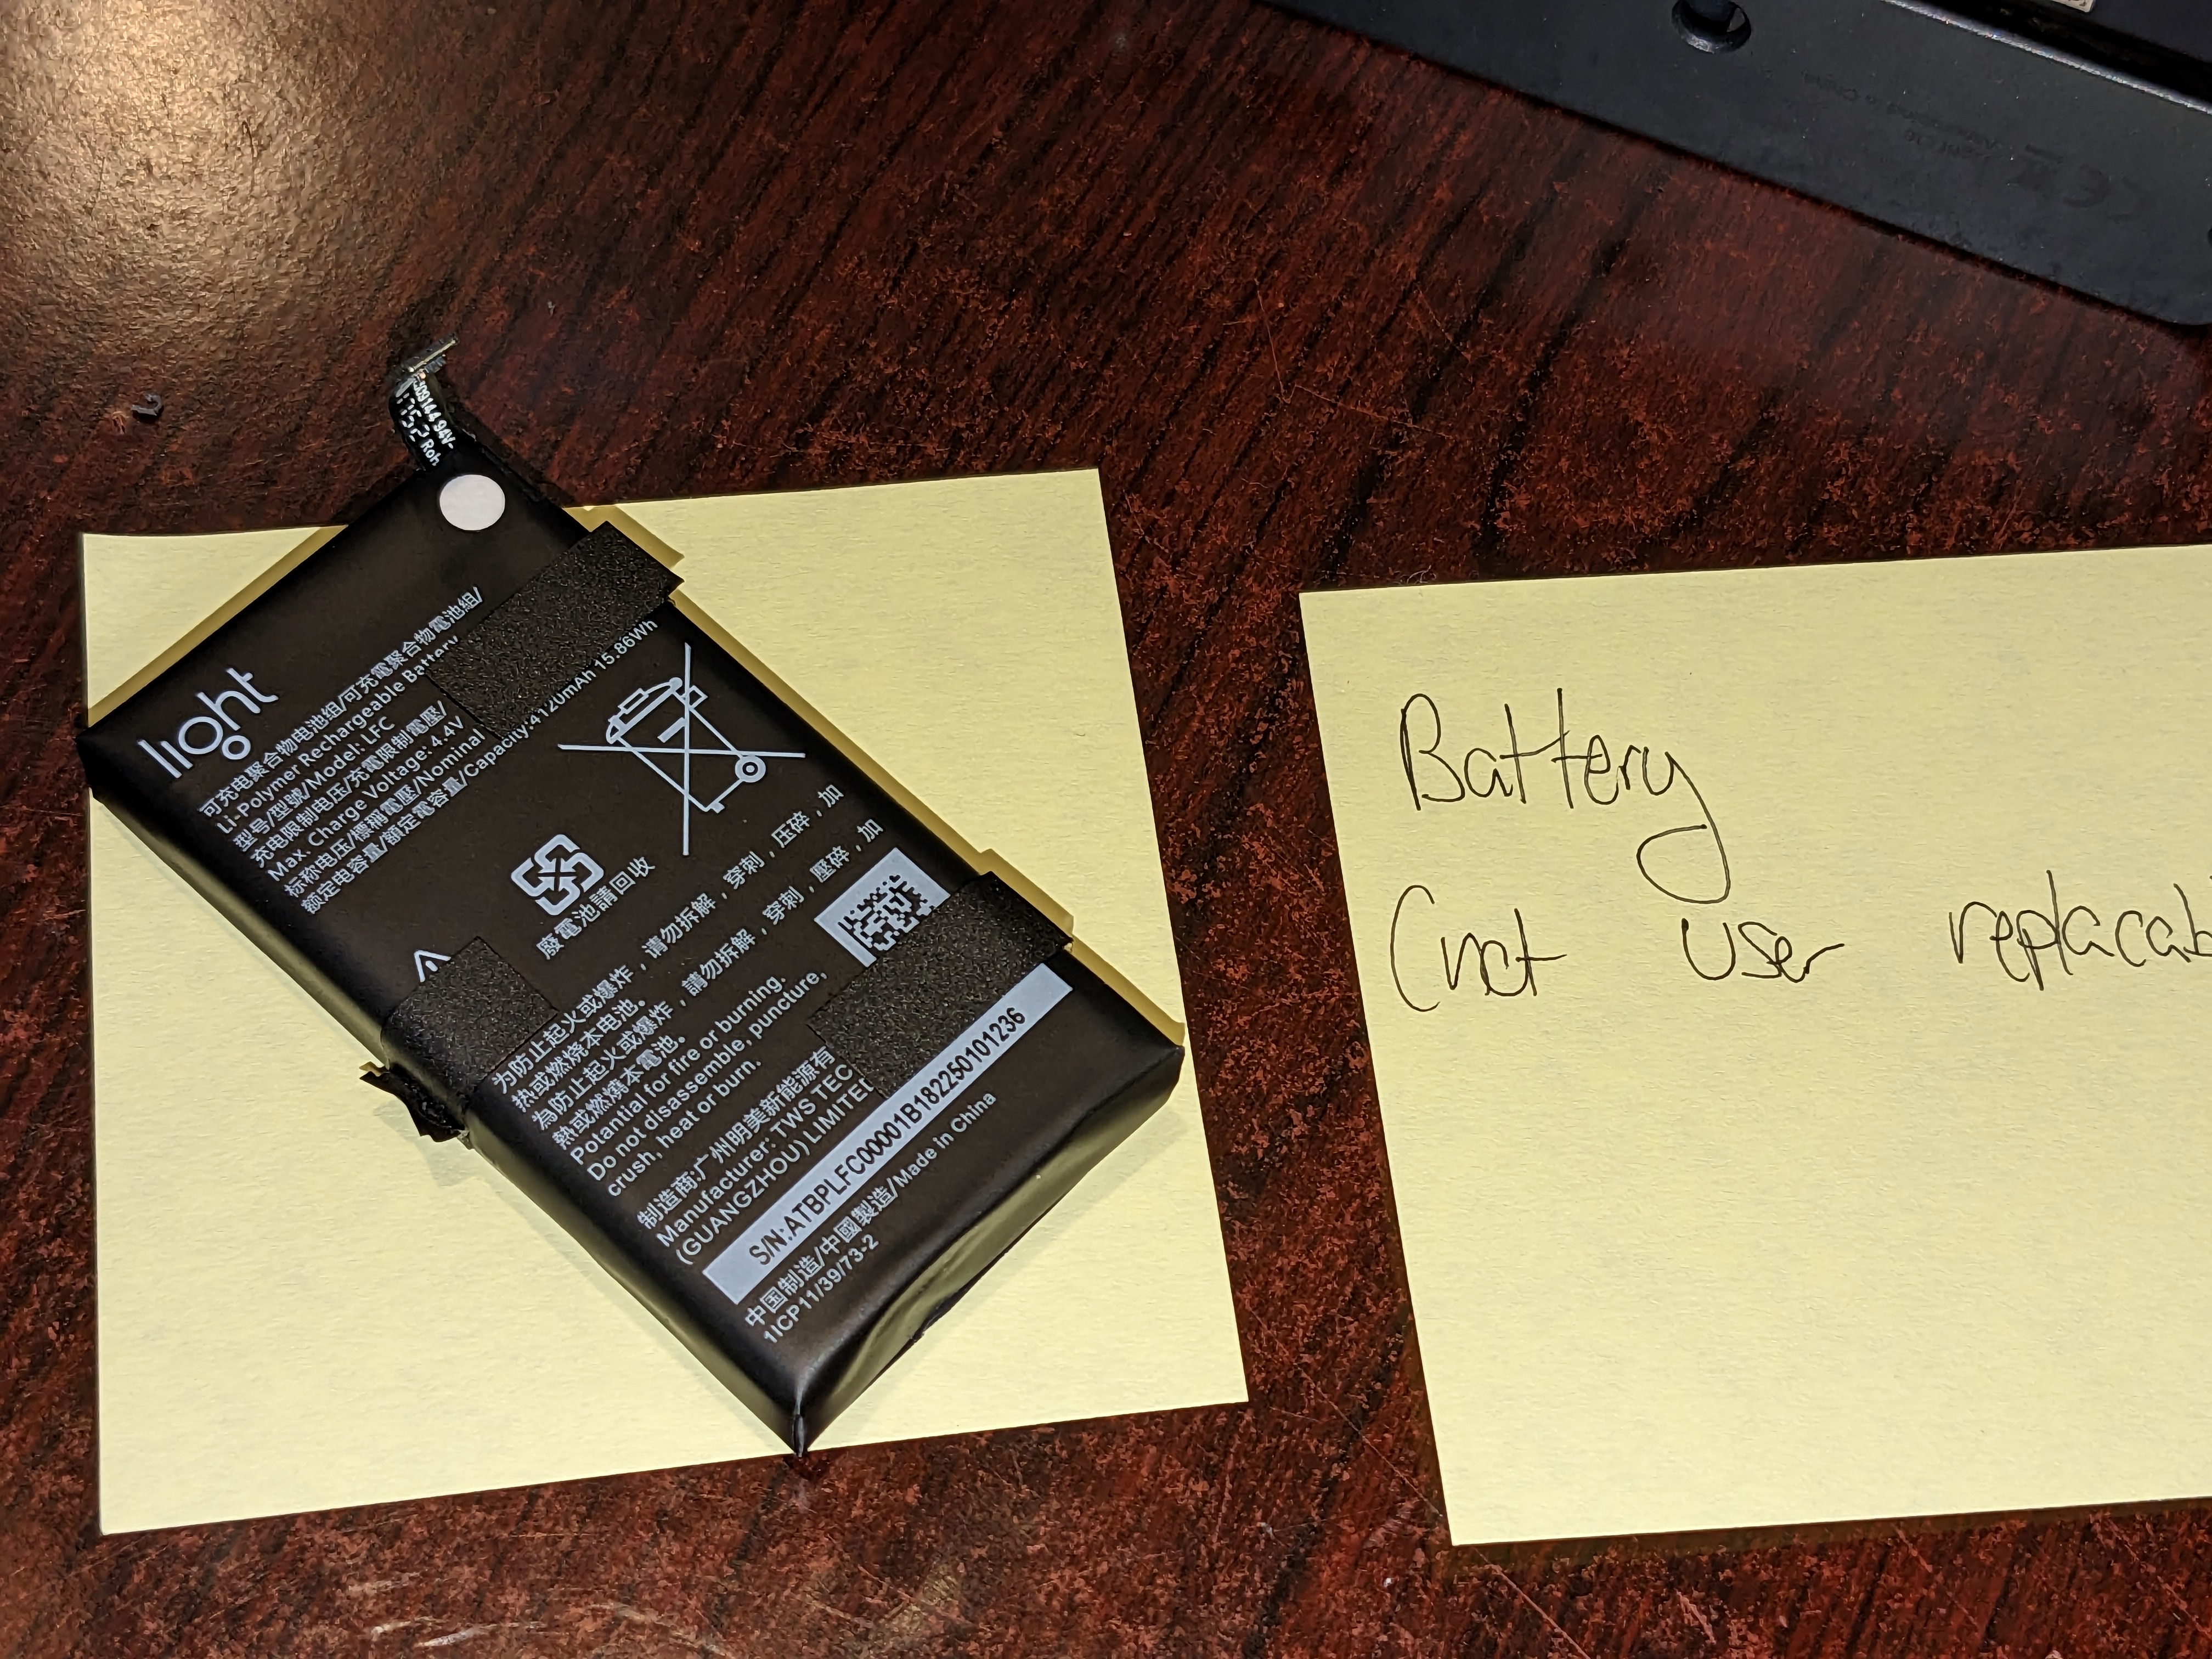 light
可充电聚合物电池组/可充電聚合物電池組/
Li-Polymer Rechargeable Battery
型号/型號/Model: LFC
充电限制电压/充電限制電壓/
Max Charge Voltage: 4.4V
标称电压/標稱電壓/Nominal
额定电容量/額定電容量/Capacity:4120mAh 15.86Wh
廢電池請回收
为防止起火或爆炸，请勿拆解，穿刺，压碎，加
热或燃烧本电池。
為防止起火或爆炸，請勿拆解，穿刺，壓碎，加
熱或燃燒本電池。
Potantial for fire or burning.
Do not disassemble, puncture,
crush, heat or burn.
制造商:广州明美新能源有
Manufacturer: TWS TEC
(GUANGZHOU) LIMITED
S/N:ATBPLFC00001B182250101236
中国制造/中國製造/Made in China
1ICP11/39/73-2
94V-
RoH
Battery
(not user replacab
CE